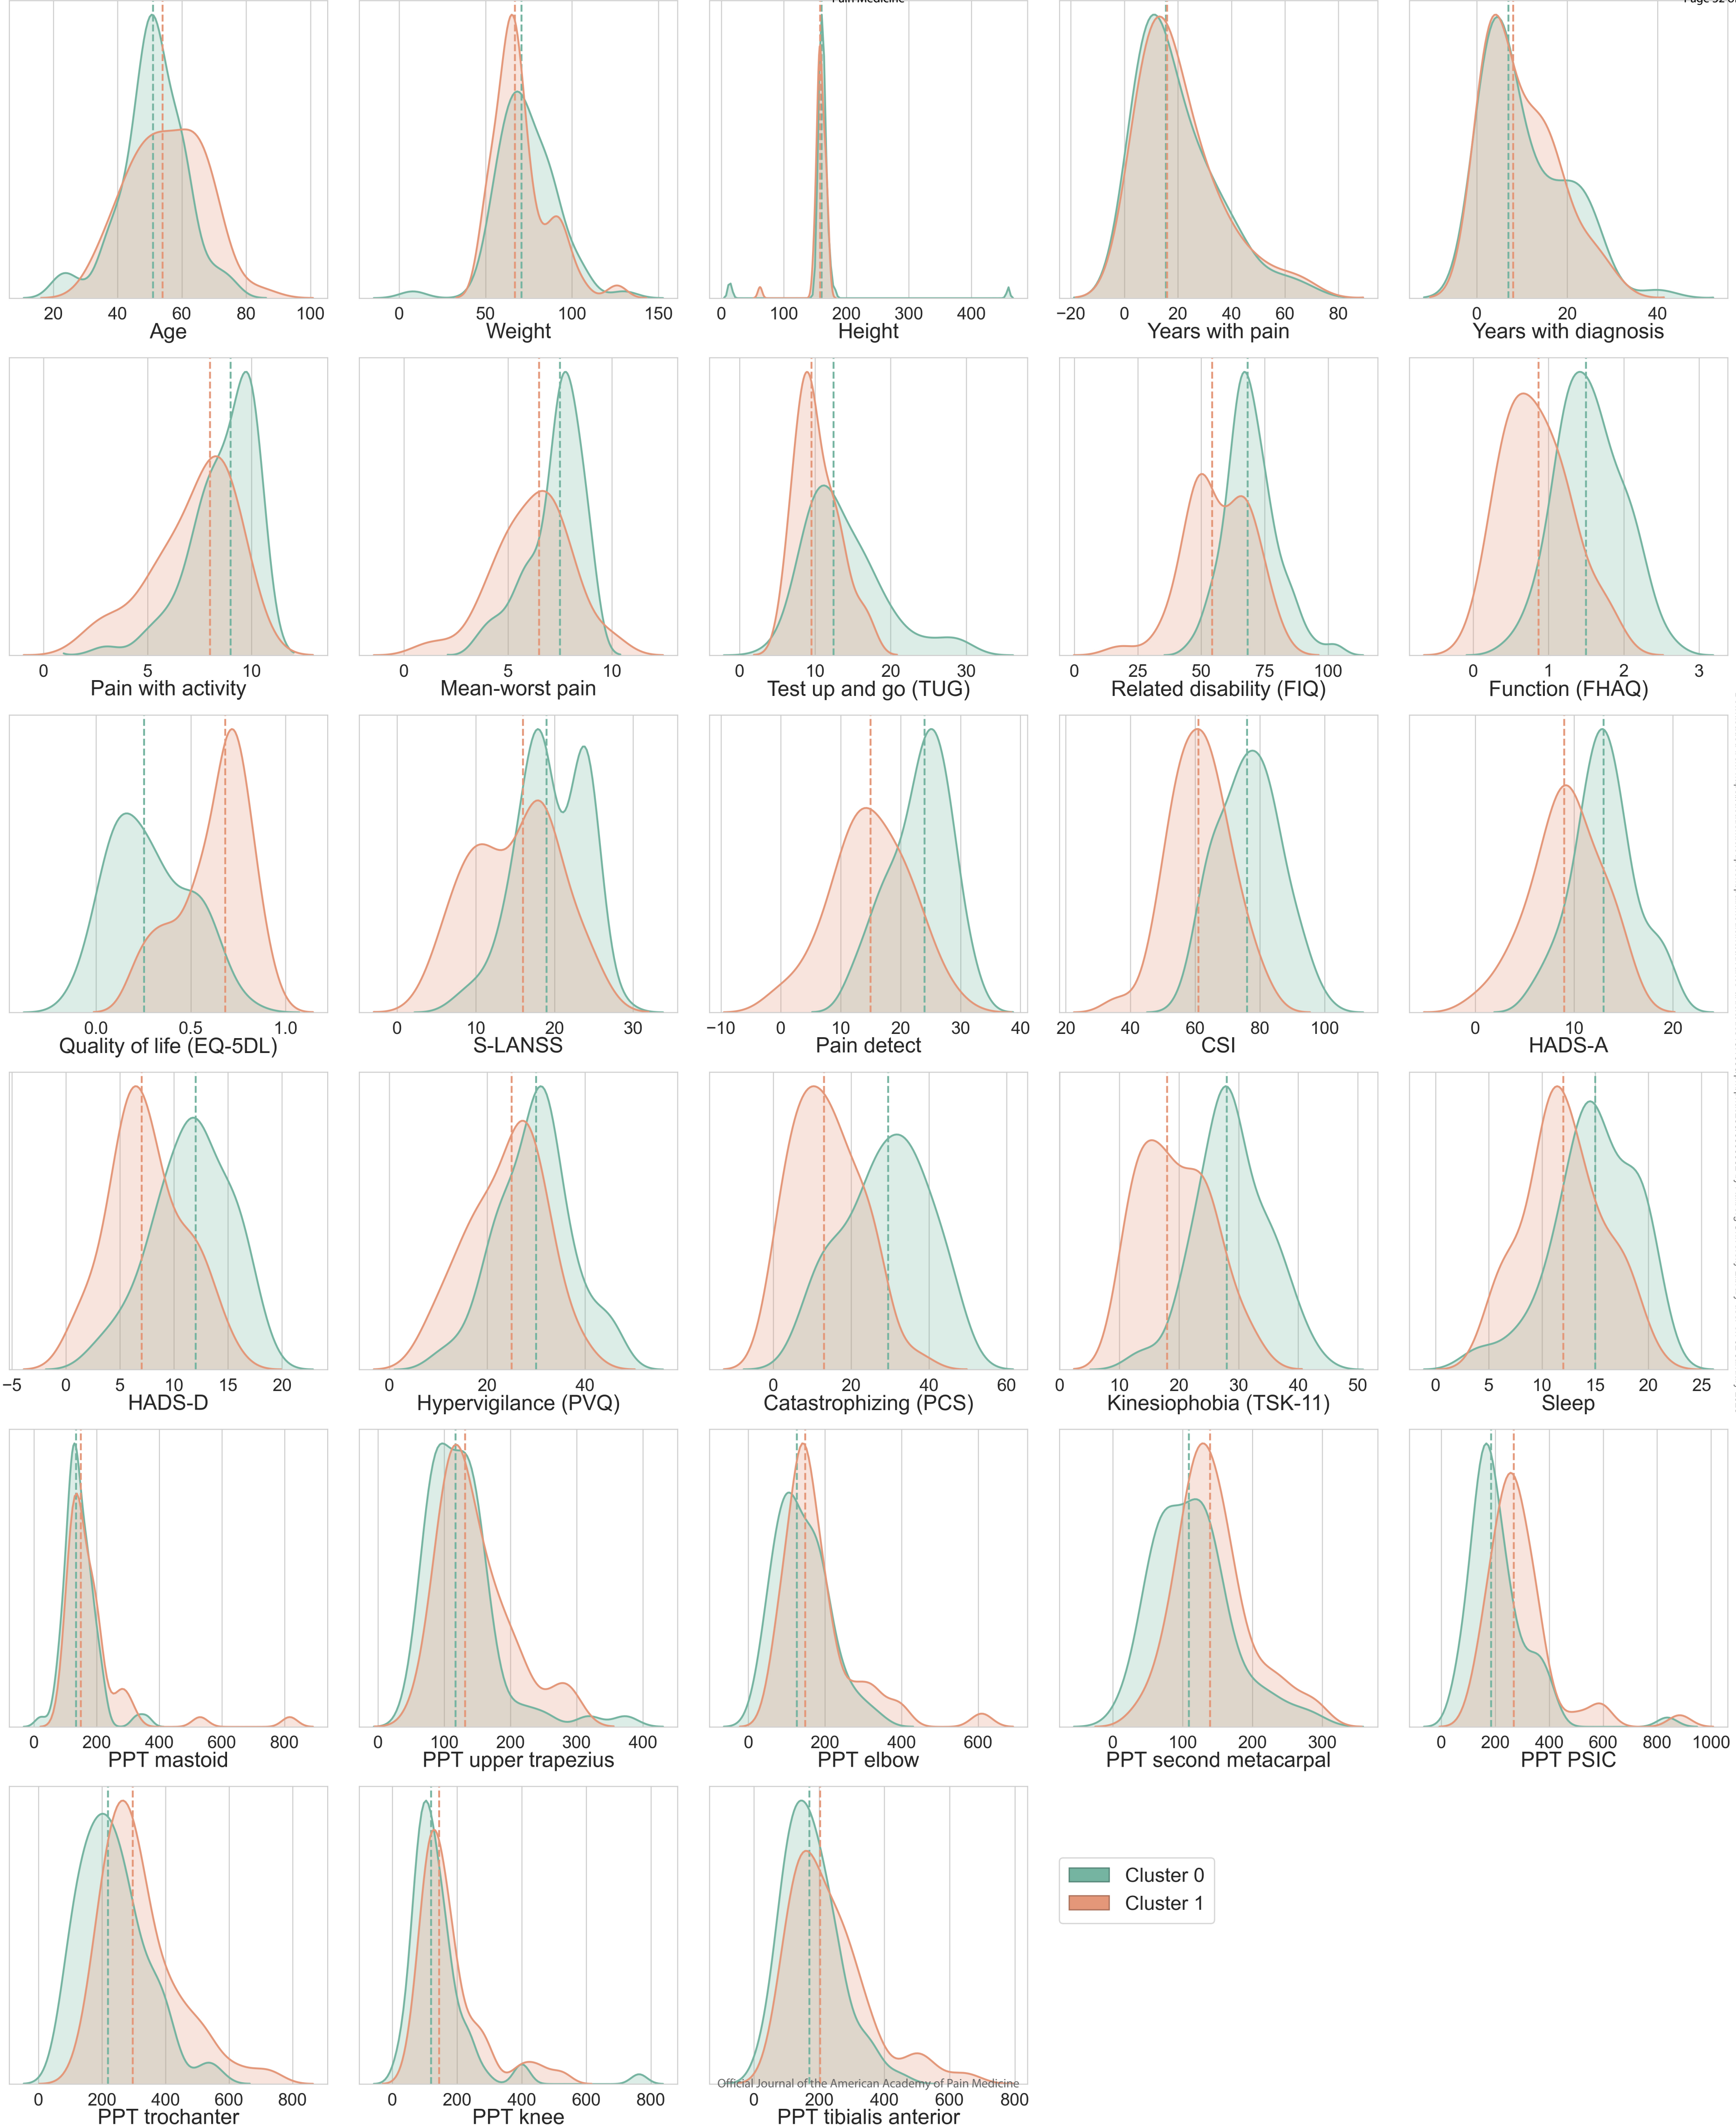 Pain Medicine
Page 32 o
20 40 60 80 100
Age
0 50 100 150
Weight
0 100 200 300 400
Height
−20 0 20 40 60 80
Years with pain
0 20 40
Years with diagnosis
0 5 10
Pain with activity
0 5 10
Mean-worst pain
0 10 20 30
Test up and go (TUG)
0 25 50 75 100
Related disability (FIQ)
0 1 2 3
Function (FHAQ)
0.0 0.5 1.0
Quality of life (EQ-5DL)
0 10 20 30
S-LANSS
−10 0 10 20 30 40
Pain detect
20 40 60 80 100
CSI
0 10 20
HADS-A
−5 0 5 10 15 20
HADS-D
0 20 40
Hypervigilance (PVQ)
0 20 40 60
Catastrophizing (PCS)
0 10 20 30 40 50
Kinesiophobia (TSK-11)
0 5 10 15 20 25
Sleep
0 200 400 600 800
PPT mastoid
0 100 200 300 400
PPT upper trapezius
0 200 400 600
PPT elbow
0 100 200 300
PPT second metacarpal
0 200 400 600 800 1000
PPT PSIC
0 200 400 600 800
PPT trochanter
0 200 400 600 800
PPT knee
Official Journal of the American Academy of Pain Medicine
0 200 400 600 800
PPT tibialis anterior
Cluster 0
Cluster 1